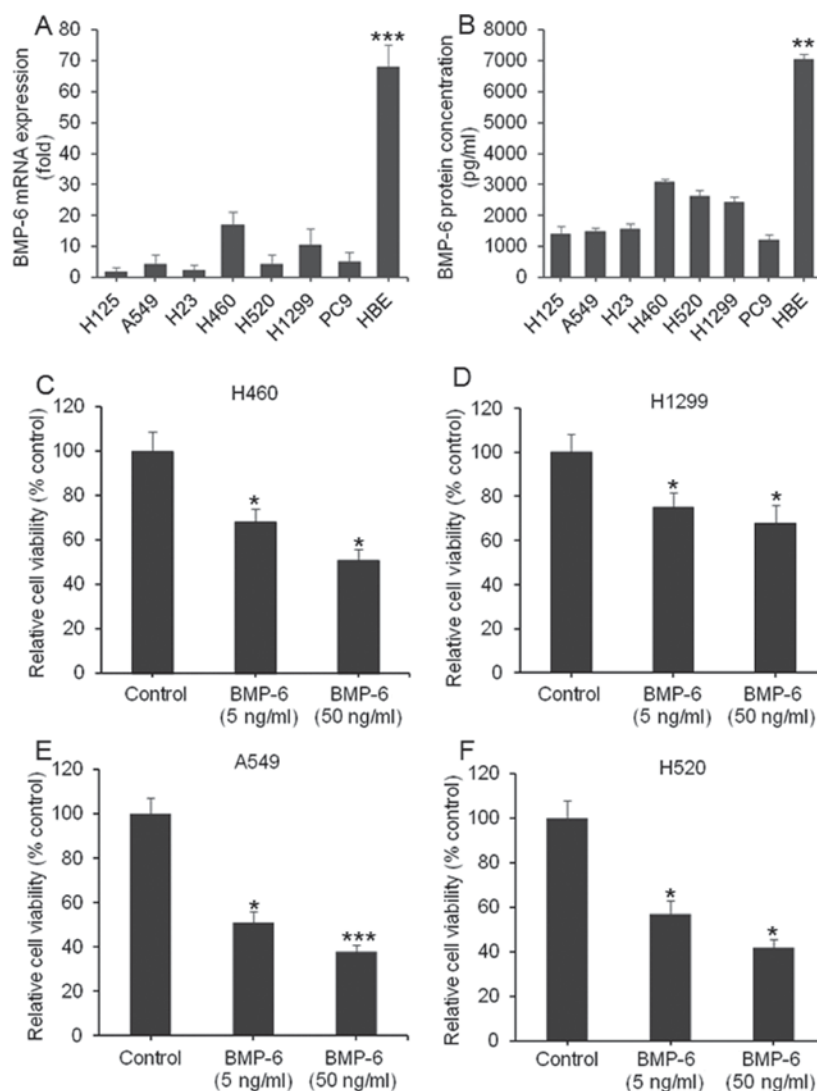 A
BMP-6 mRNA expression
(fold)
80
70
60
50
40
30
20
10
0
***
H125
A549
H23
H460
H520
H1299
PC9
HBE
B
BMP-6 protein concentration
(pg/ml)
8000
7000
6000
5000
4000
3000
2000
1000
0
**
H125
A549
H23
H460
H520
H1299
PC9
HBE
C
H460
Relative cell viability (% control)
120
100
80
60
40
20
0
*
*
Control
BMP-6
(5 ng/ml)
BMP-6
(50 ng/ml)
D
H1299
Relative cell viability (% control)
120
100
80
60
40
20
0
*
*
Control
BMP-6
(5 ng/ml)
BMP-6
(50 ng/ml)
E
A549
Relative cell viability (% control)
120
100
80
60
40
20
0
*
***
Control
BMP-6
(5 ng/ml)
BMP-6
(50 ng/ml)
F
H520
Relative cell viability (% control)
120
100
80
60
40
20
0
*
*
Control
BMP-6
(5 ng/ml)
BMP-6
(50 ng/ml)